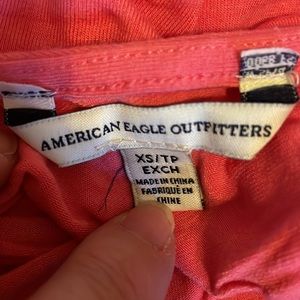 AMERICAN EAGLE OUTFITTERS
XS/TP
EXCH
MADE IN CHINA
FABRIQUÉ EN
CHINE